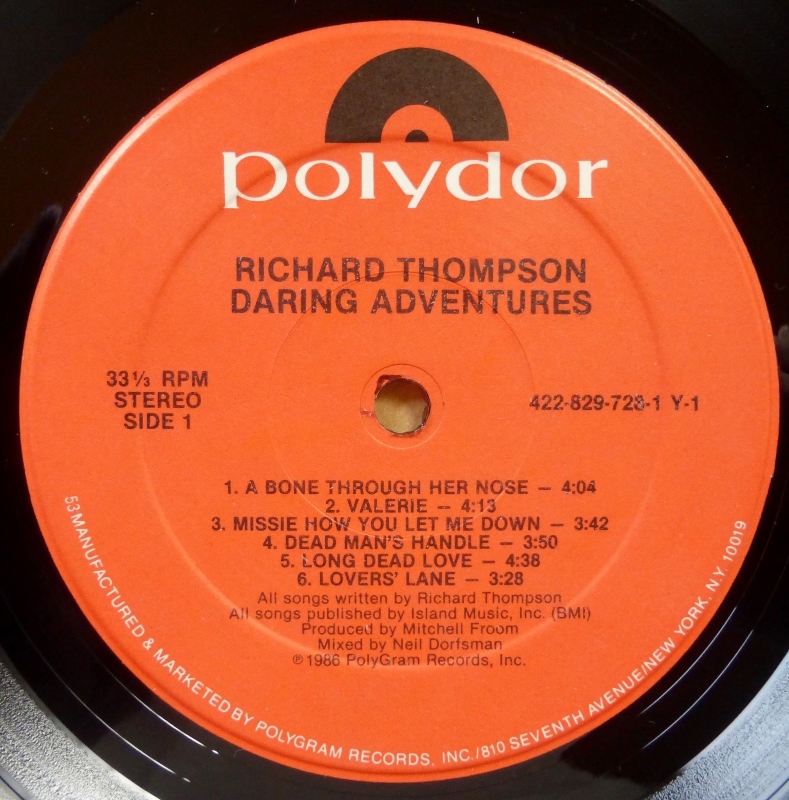 polydor
RICHARD THOMPSON
DARING ADVENTURES
33 1/3 RPM
STEREO
SIDE 1
422-829-728-1 Y-1
1. A BONE THROUGH HER NOSE — 4:04
2. VALERIE — 4:13
3. MISSIE HOW YOU LET ME DOWN — 3:42
4. DEAD MAN'S HANDLE — 3:50
5. LONG DEAD LOVE — 4:38
6. LOVERS' LANE — 3:28
All songs written by Richard Thompson
All songs published by Island Music, Inc. (BMI)
Produced by Mitchell Froom
Mixed by Neil Dorfsman
℗ 1986 PolyGram Records, Inc.
53 MANUFACTURED & MARKETED BY POLYGRAM RECORDS, INC./810 SEVENTH AVENUE/NEW YORK. N.Y. 10019